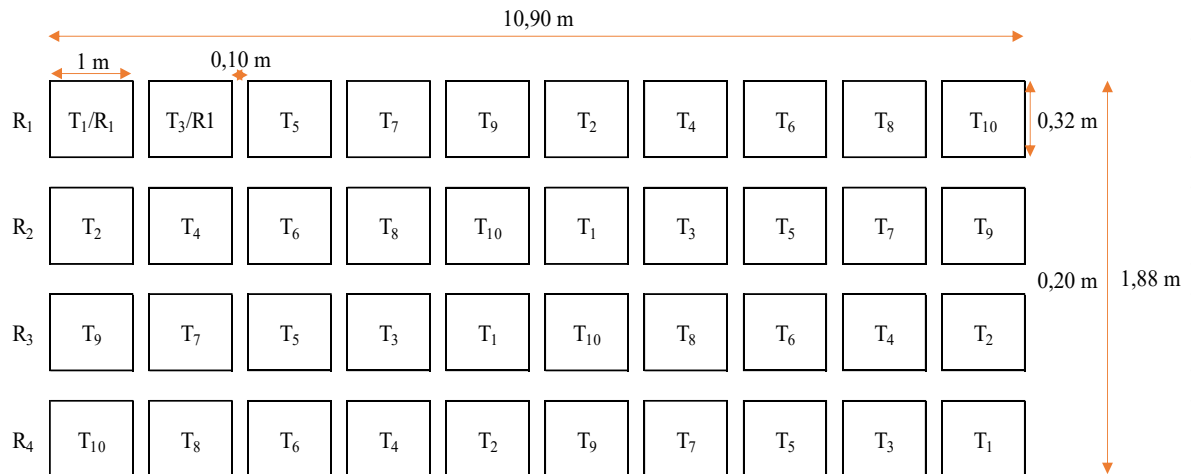 10,90 m
1 m
0,10 m
R₁ T₁/R₁ T₃/R1 T₅ T₇ T₉ T₂ T₄ T₆ T₈ T₁₀ 0,32 m
R₂ T₂ T₄ T₆ T₈ T₁₀ T₁ T₃ T₅ T₇ T₉
0,20 m 1,88 m
R₃ T₉ T₇ T₅ T₃ T₁ T₁₀ T₈ T₆ T₄ T₂
R₄ T₁₀ T₈ T₆ T₄ T₂ T₉ T₇ T₅ T₃ T₁